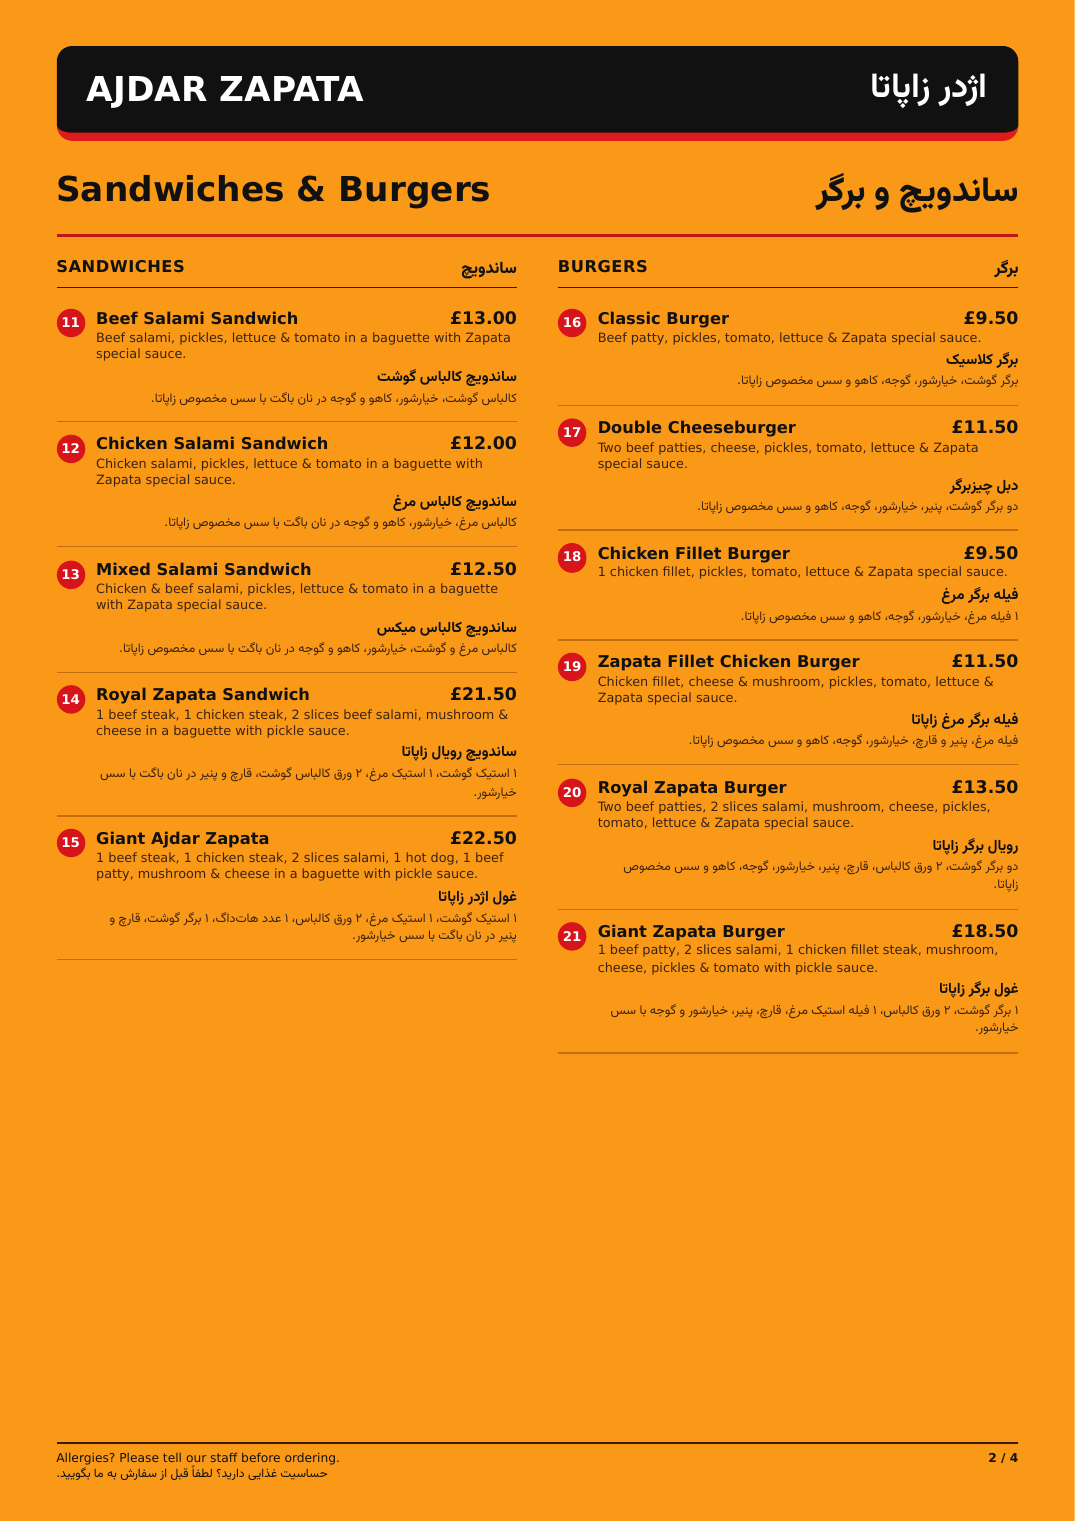 AJDAR ZAPATA
اژدر زاپاتا
Sandwiches & Burgers
ساندویچ و برگر
SANDWICHES
ساندویچ
11
Beef Salami Sandwich
£13.00
Beef salami, pickles, lettuce & tomato in a baguette with Zapata
special sauce.
ساندویچ کالباس گوشت
کالباس گوشت، خیارشور، کاهو و گوجه در نان باگت با سس مخصوص زاپاتا.
12
Chicken Salami Sandwich
£12.00
Chicken salami, pickles, lettuce & tomato in a baguette with
Zapata special sauce.
ساندویچ کالباس مرغ
کالباس مرغ، خیارشور، کاهو و گوجه در نان باگت با سس مخصوص زاپاتا.
13
Mixed Salami Sandwich
£12.50
Chicken & beef salami, pickles, lettuce & tomato in a baguette
with Zapata special sauce.
ساندویچ کالباس میکس
کالباس مرغ و گوشت، خیارشور، کاهو و گوجه در نان باگت با سس مخصوص زاپاتا.
14
Royal Zapata Sandwich
£21.50
1 beef steak, 1 chicken steak, 2 slices beef salami, mushroom &
cheese in a baguette with pickle sauce.
ساندویچ رویال زاپاتا
۱ استیک گوشت، ۱ استیک مرغ، ۲ ورق کالباس گوشت، قارچ و پنیر در نان باگت با سس
خیارشور.
15
Giant Ajdar Zapata
£22.50
1 beef steak, 1 chicken steak, 2 slices salami, 1 hot dog, 1 beef
patty, mushroom & cheese in a baguette with pickle sauce.
غول اژدر زاپاتا
۱ استیک گوشت، ۱ استیک مرغ، ۲ ورق کالباس، ۱ عدد هات‌داگ، ۱ برگر گوشت، قارچ و
پنیر در نان باگت با سس خیارشور.
BURGERS
برگر
16
Classic Burger
£9.50
Beef patty, pickles, tomato, lettuce & Zapata special sauce.
برگر کلاسیک
برگر گوشت، خیارشور، گوجه، کاهو و سس مخصوص زاپاتا.
17
Double Cheeseburger
£11.50
Two beef patties, cheese, pickles, tomato, lettuce & Zapata
special sauce.
دبل چیزبرگر
دو برگر گوشت، پنیر، خیارشور، گوجه، کاهو و سس مخصوص زاپاتا.
18
Chicken Fillet Burger
£9.50
1 chicken fillet, pickles, tomato, lettuce & Zapata special sauce.
فیله برگر مرغ
۱ فیله مرغ، خیارشور، گوجه، کاهو و سس مخصوص زاپاتا.
19
Zapata Fillet Chicken Burger
£11.50
Chicken fillet, cheese & mushroom, pickles, tomato, lettuce &
Zapata special sauce.
فیله برگر مرغ زاپاتا
فیله مرغ، پنیر و قارچ، خیارشور، گوجه، کاهو و سس مخصوص زاپاتا.
20
Royal Zapata Burger
£13.50
Two beef patties, 2 slices salami, mushroom, cheese, pickles,
tomato, lettuce & Zapata special sauce.
رویال برگر زاپاتا
دو برگر گوشت، ۲ ورق کالباس، قارچ، پنیر، خیارشور، گوجه، کاهو و سس مخصوص
زاپاتا.
21
Giant Zapata Burger
£18.50
1 beef patty, 2 slices salami, 1 chicken fillet steak, mushroom,
cheese, pickles & tomato with pickle sauce.
غول برگر زاپاتا
۱ برگر گوشت، ۲ ورق کالباس، ۱ فیله استیک مرغ، قارچ، پنیر، خیارشور و گوجه با سس
خیارشور.
Allergies? Please tell our staff before ordering.
حساسیت غذایی دارید؟ لطفاً قبل از سفارش به ما بگویید.
2 / 4